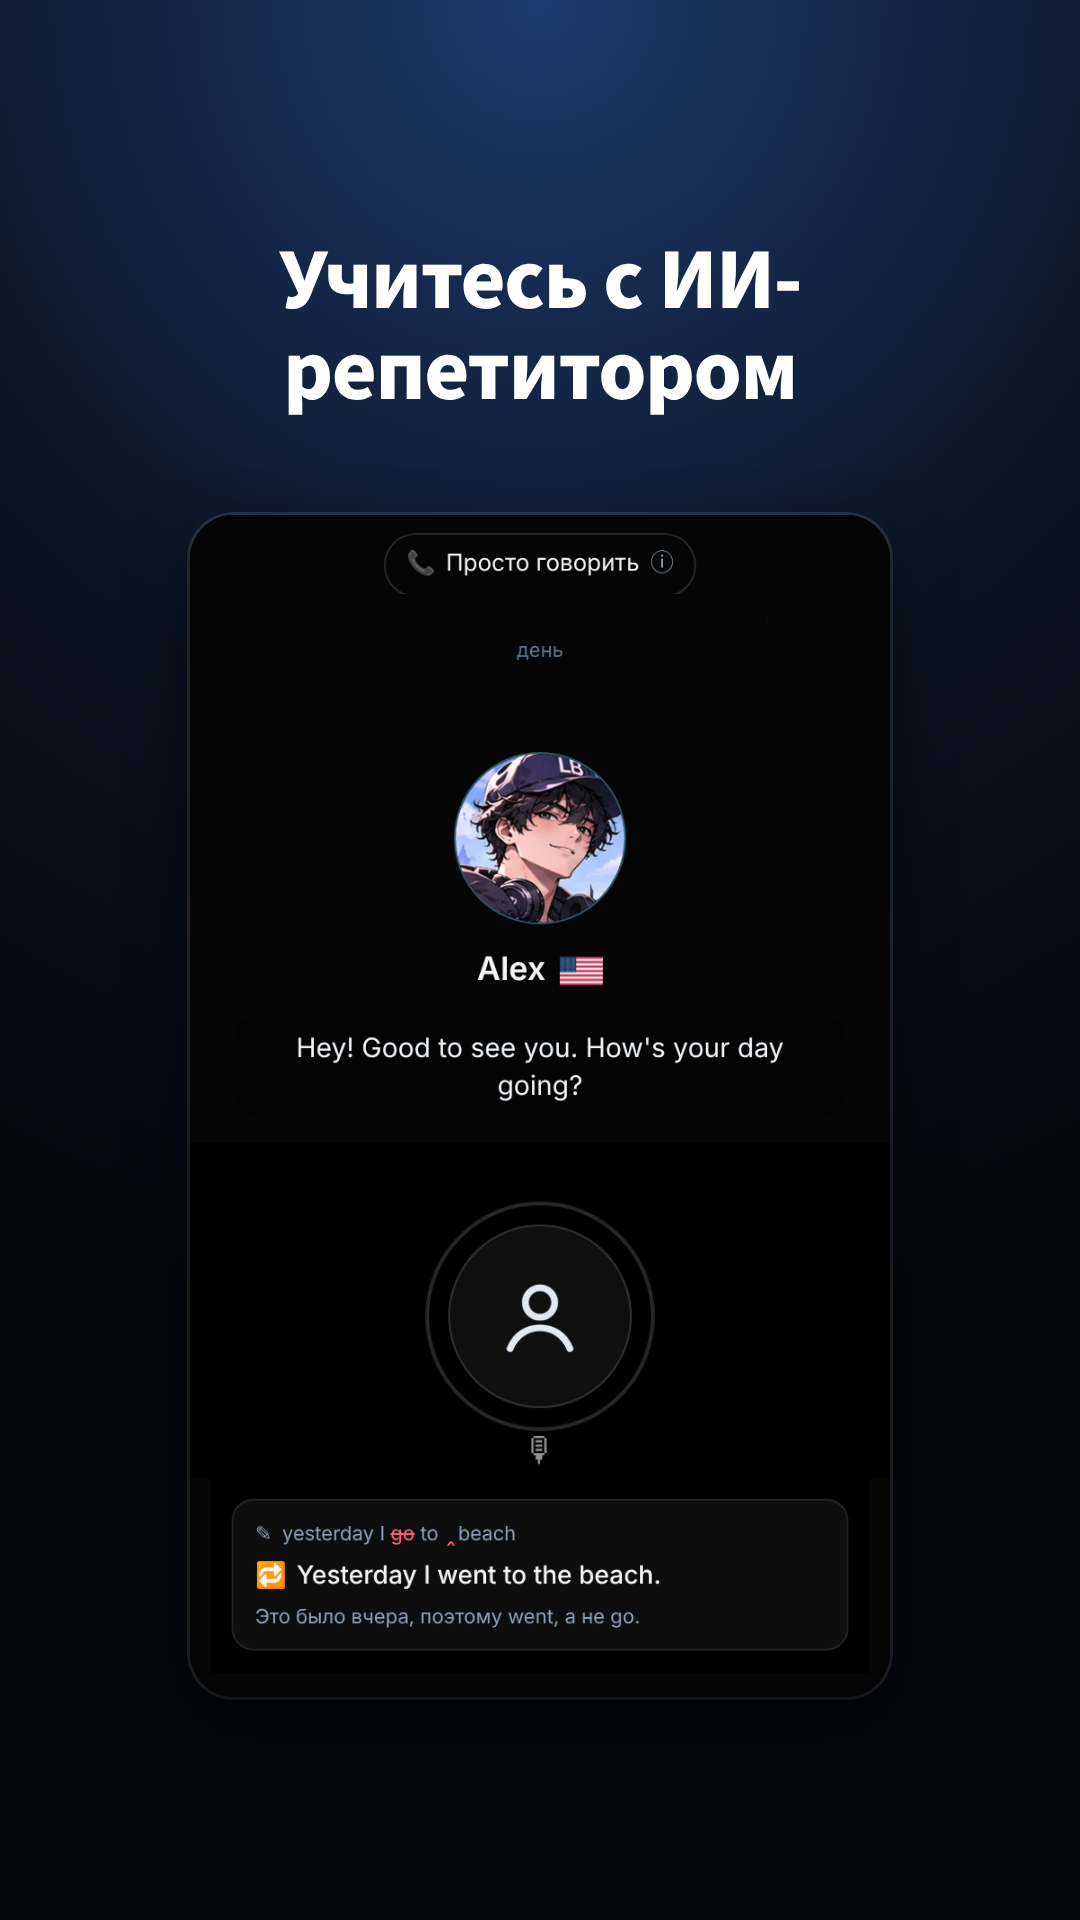 Учитесь с ИИ-
репетитором
Просто говорить
день
LB
Alex
Hey! Good to see you. How's your day
going?
yesterday I go to ‸beach
Yesterday I went to the beach.
Это было вчера, поэтому went, а не go.